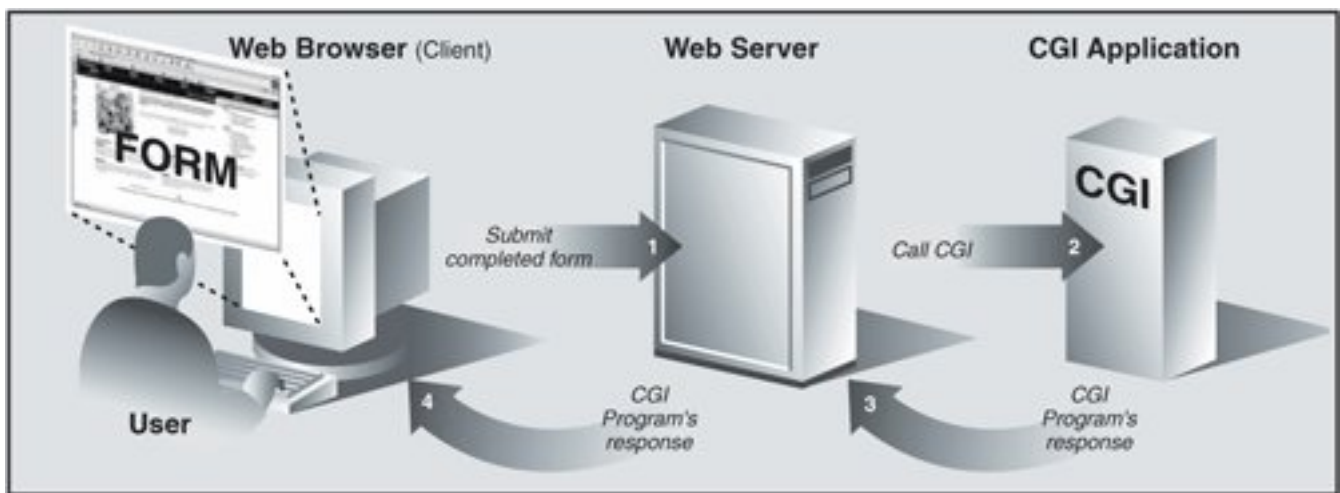 Web Browser (Client)
Web Server
CGI Application
FORM
CGI
Submit
completed form
1
Call CGI
2
User
4
CGI
Program's
response
3
CGI
Program's
response